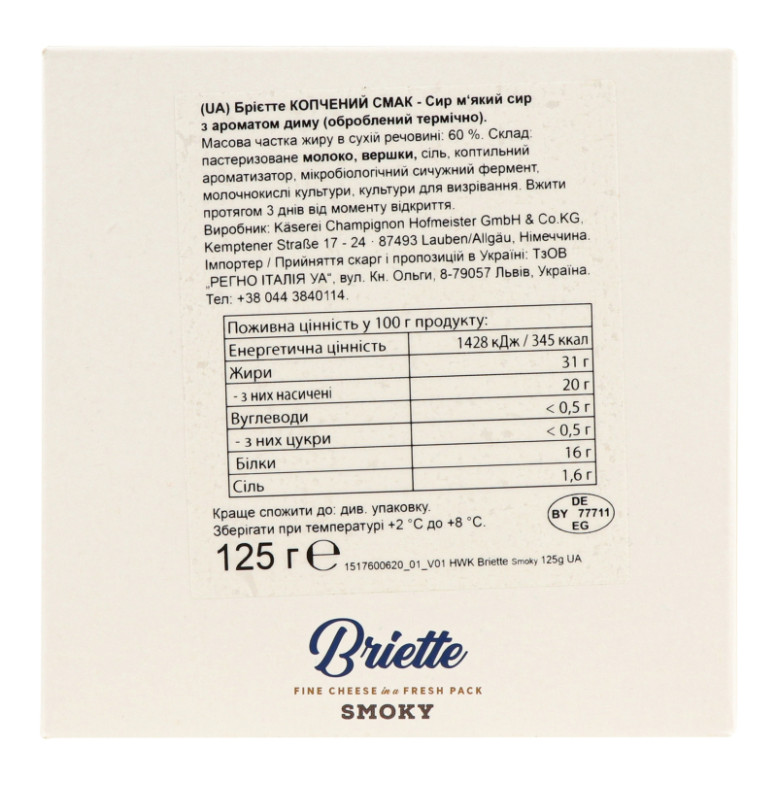 (UA) Брієтте КОПЧЕНИЙ СМАК - Сир м‘який сир
з ароматом диму (оброблений термічно).
Масова частка жиру в сухій речовині: 60 %. Склад:
пастеризоване молоко, вершки, сіль, коптильний
ароматизатор, мікробіологічний сичужний фермент,
молочнокислі культури, культури для визрівання. Вжити
протягом 3 днів від моменту відкриття.
Виробник: Käserei Champignon Hofmeister GmbH & Co.KG,
Kemptener Straße 17 - 24 · 87493 Lauben/Allgäu, Німеччина.
Імпортер / Прийняття скарг і пропозицій в Україні: ТзОВ
„РЕГНО ІТАЛІЯ УА“, вул. Кн. Ольги, 8-79057 Львів, Україна.
Тел: +38 044 3840114.
Поживна цінність у 100 г продукту:
Енергетична цінність 1428 кДж / 345 ккал
Жири 31 г
- з них насичені 20 г
Вуглеводи < 0,5 г
- з них цукри < 0,5 г
Білки 16 г
Сіль 1,6 г
Краще спожити до: див. упаковку.
Зберігати при температурі +2 °C до +8 °C.
DE
BY 77711
EG
125 г ℮ 1517600620_01_V01 HWK Briette Smoky 125g UA
Briette
FINE CHEESE in a FRESH PACK
SMOKY